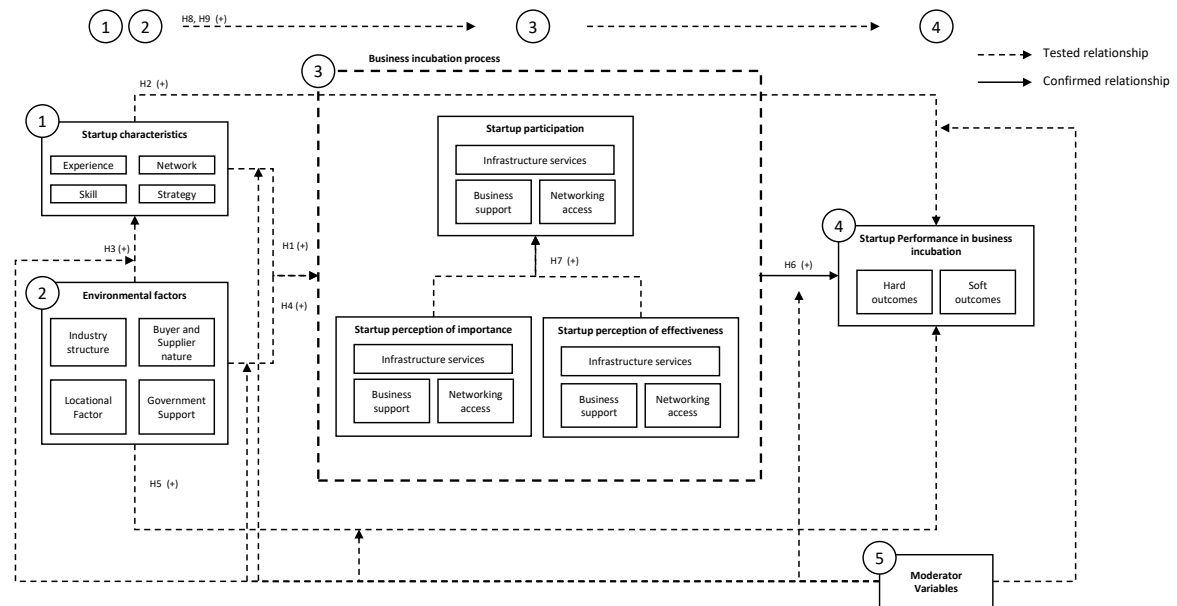 1 2 H8, H9 (+) 3 4
Tested relationship
Confirmed relationship
3 Business incubation process
H2 (+)
1
Startup characteristics
Experience Network
Skill Strategy
H3 (+)
2
Environmental factors
Industry
structure
Buyer and
Supplier
nature
Locational
Factor
Government
Support
H1 (+)
H4 (+)
H5 (+)
Startup participation
Infrastructure services
Business
support
Networking
access
H7 (+)
Startup perception of importance
Infrastructure services
Business
support
Networking
access
Startup perception of effectiveness
Infrastructure services
Business
support
Networking
access
H6 (+)
4
Startup Performance in business
incubation
Hard
outcomes
Soft
outcomes
5
Moderator
Variables